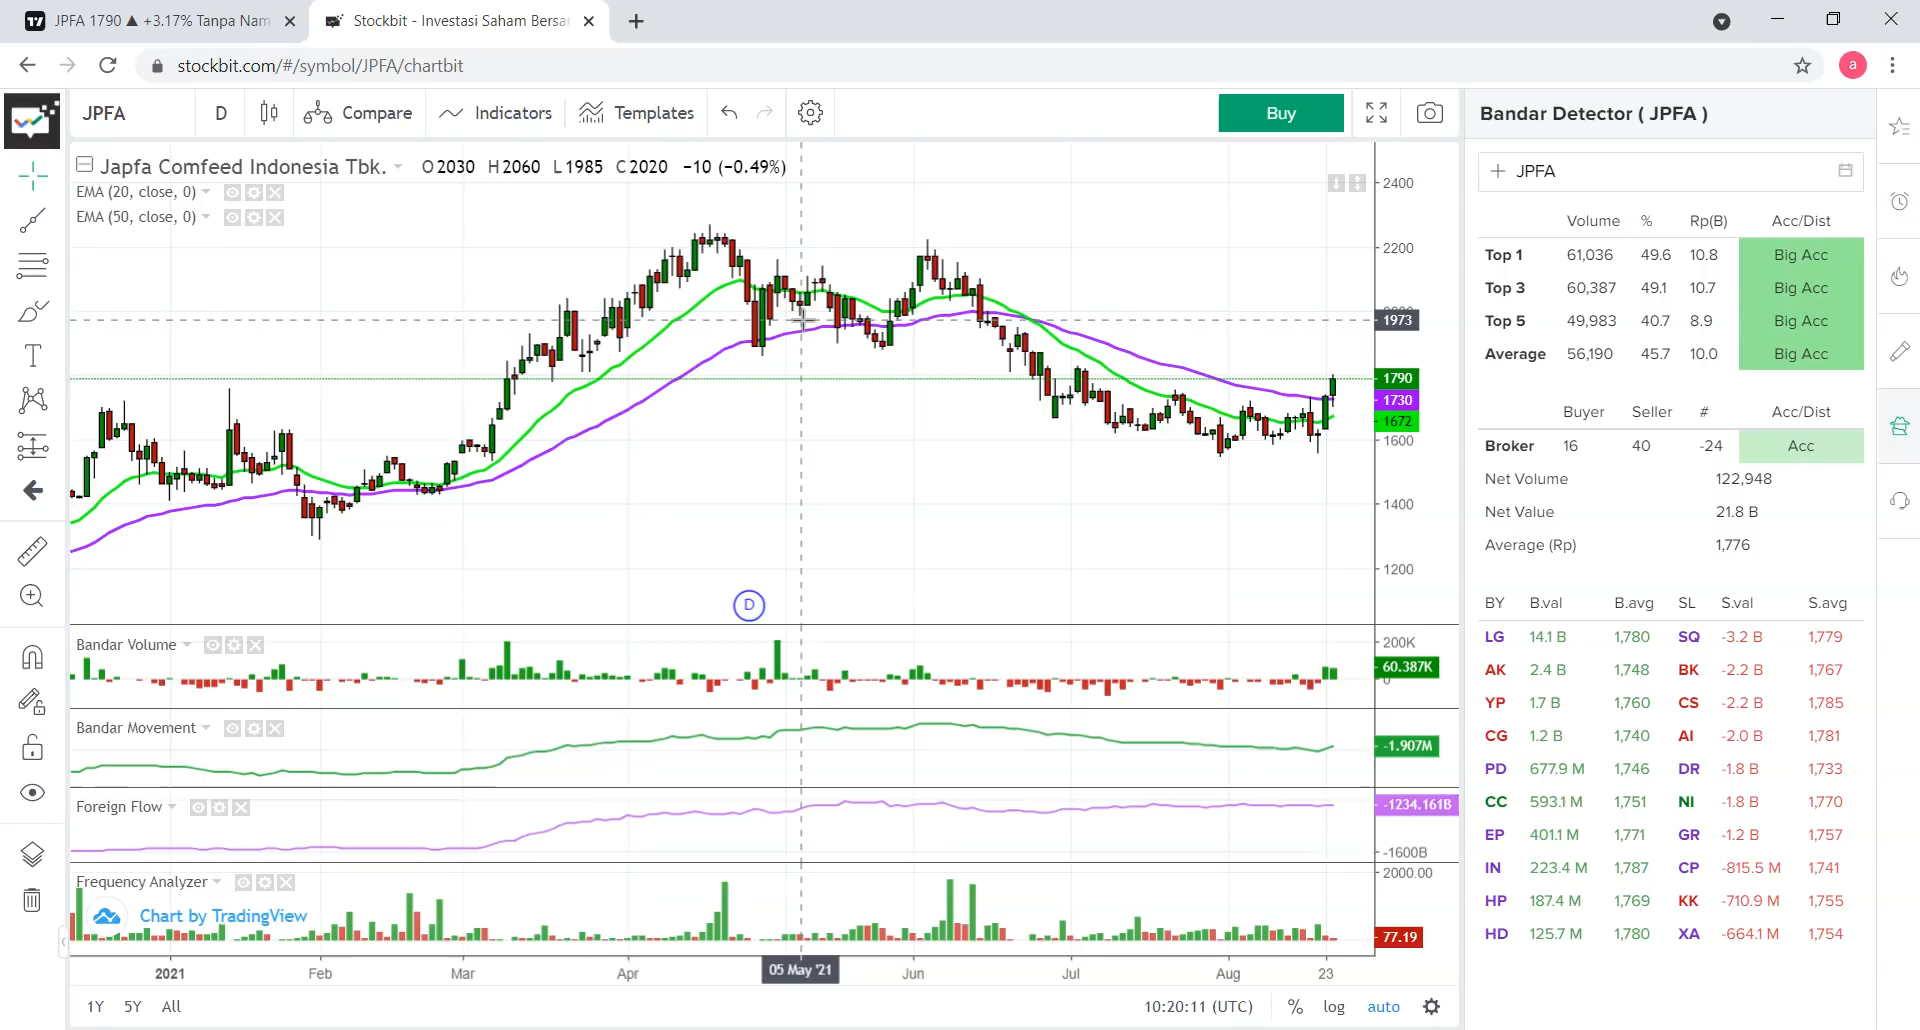 JPFA 1790 ▲ +3.17% Tanpa Nam
Stockbit - Investasi Saham Bersar
stockbit.com/#/symbol/JPFA/chartbit
a
JPFA
D
Compare
Indicators
Templates
Buy
Japfa Comfeed Indonesia Tbk. O2030 H2060 L1985 C2020 −10 (−0.49%)
EMA (20, close, 0)
EMA (50, close, 0)
2400
2200
1973
1790
1730
1672
1600
1400
1200
D
Bandar Volume
200K
60.387K
0
Bandar Movement
-1.907M
Foreign Flow
-1234.161B
-1600B
Frequency Analyzer
2000.00
77.19
Chart by TradingView
2021 Feb Mar Apr 05 May '21 Jun Jul Aug 23
1Y 5Y All
10:20:11 (UTC) % log auto
Bandar Detector ( JPFA )
JPFA
Volume % Rp(B) Acc/Dist
Top 1 61,036 49.6 10.8 Big Acc
Top 3 60,387 49.1 10.7 Big Acc
Top 5 49,983 40.7 8.9 Big Acc
Average 56,190 45.7 10.0 Big Acc
Buyer Seller # Acc/Dist
Broker 16 40 -24 Acc
Net Volume 122,948
Net Value 21.8 B
Average (Rp) 1,776
BY B.val B.avg SL S.val S.avg
LG 14.1 B 1,780 SQ -3.2 B 1,779
AK 2.4 B 1,748 BK -2.2 B 1,767
YP 1.7 B 1,760 CS -2.2 B 1,785
CG 1.2 B 1,740 AI -2.0 B 1,781
PD 677.9 M 1,746 DR -1.8 B 1,733
CC 593.1 M 1,751 NI -1.8 B 1,770
EP 401.1 M 1,771 GR -1.2 B 1,757
IN 223.4 M 1,787 CP -815.5 M 1,741
HP 187.4 M 1,769 KK -710.9 M 1,755
HD 125.7 M 1,780 XA -664.1 M 1,754